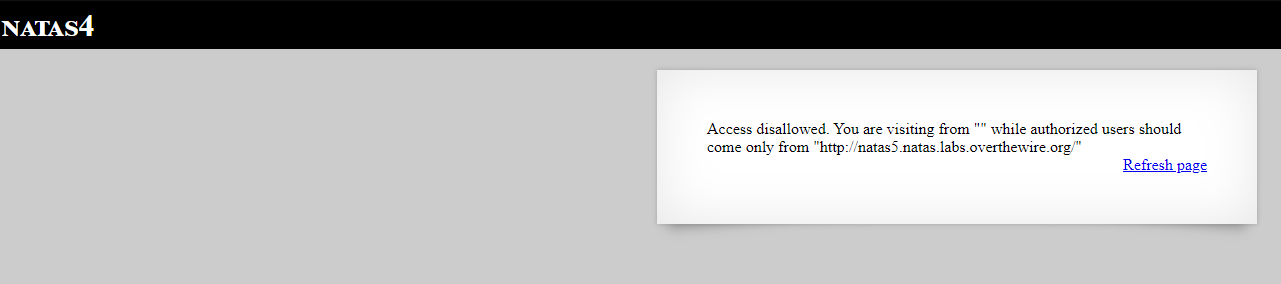 NATAS4
Access disallowed. You are visiting from "" while authorized users should
come only from "http://natas5.natas.labs.overthewire.org/"
Refresh page